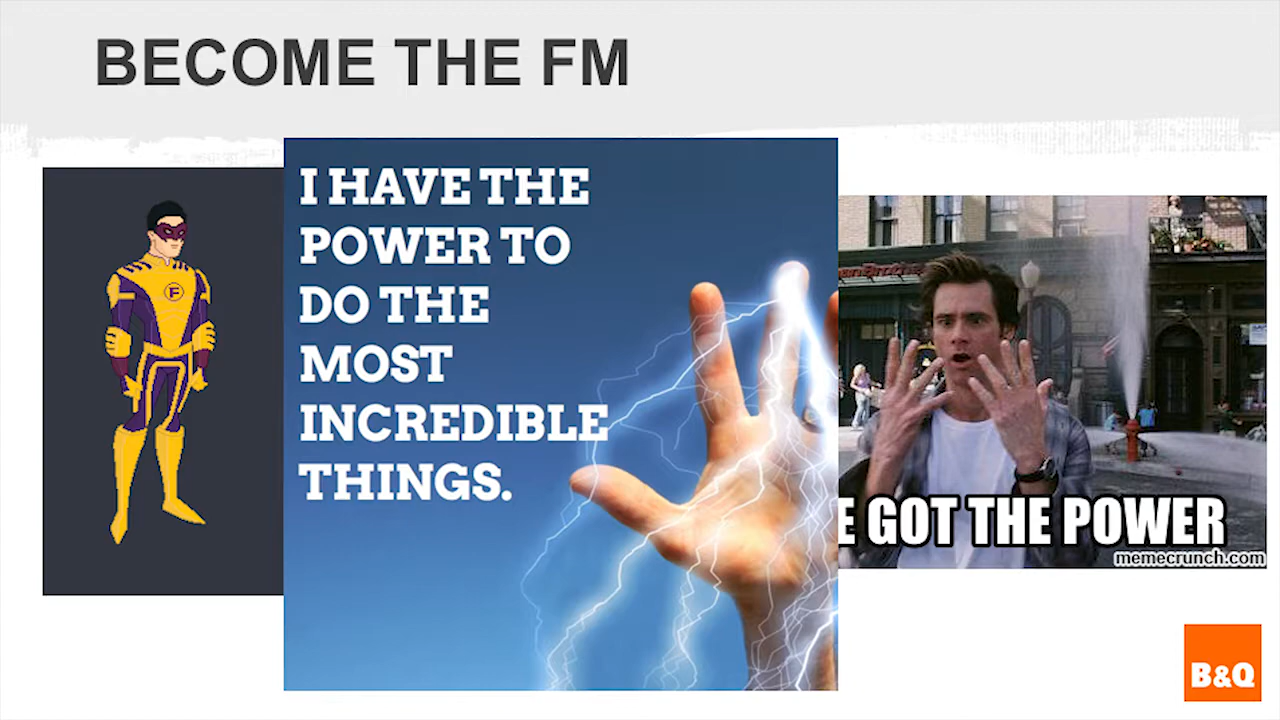 BECOME THE FM
F
I HAVE THE
POWER TO
DO THE
MOST
INCREDIBLE
THINGS.
E GOT THE POWER
memecrunch.com
B&Q